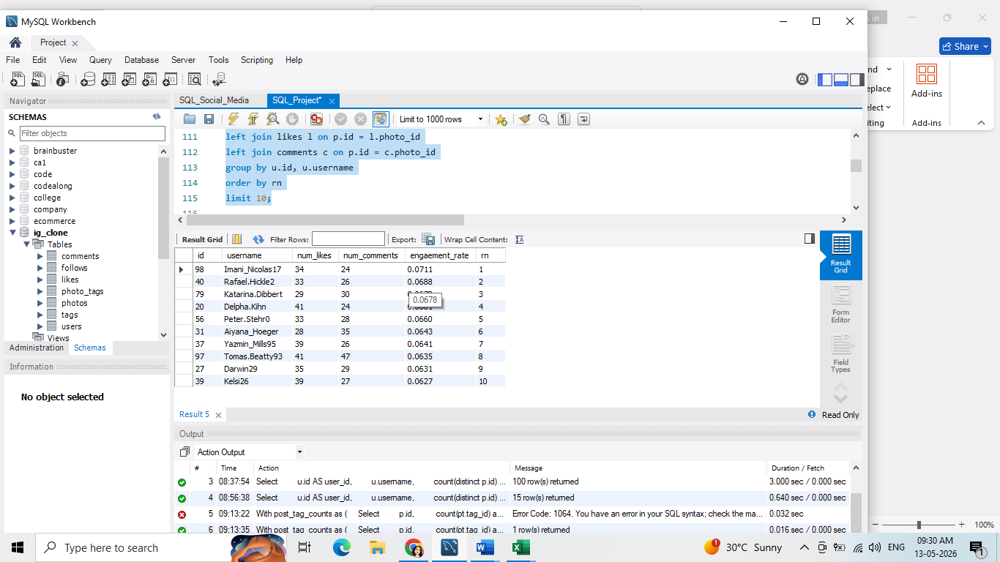 MySQL Workbench
in
Project
File Edit View Query Database Server Tools Scripting Help
Share
nd
eplace
elect
iting
Add-ins
Add-ins
Navigator
SCHEMAS
Filter objects
brainbuster
ca1
code
codealong
college
company
ecommerce
ig_clone
Tables
comments
follows
likes
photo_tags
photos
tags
users
Views
Administration Schemas
Information
No object selected
SQL_Social_Media SQL_Project*
Limit to 1000 rows
111 left join likes l on p.id = l.photo_id
112 left join comments c on p.id = c.photo_id
113 group by u.id, u.username
114 order by rn
115 limit 10;
116
Result Grid Filter Rows: Export: Wrap Cell Content:
id username num_likes num_comments engaement_rate rn
98 Imani_Nicolas17 34 24 0.0711 1
40 Rafael.Hickle2 33 26 0.0688 2
79 Katarina.Dibbert 29 30 3
0.0678
20 Delpha.Kihn 41 24 4
56 Peter.Stehr0 33 28 0.0660 5
31 Aiyana_Hoeger 28 35 0.0643 6
37 Yazmin_Mills95 39 26 0.0641 7
97 Tomas.Beatty93 41 47 0.0635 8
27 Darwin29 35 29 0.0631 9
39 Kelsi26 39 27 0.0627 10
Result Grid
Form Editor
Field Types
Result 5
Read Only
Output
Action Output
# Time Action Message Duration / Fetch
3 08:37:54 Select u.id AS user_id, u.username, count(distinct p.id) ... 100 row(s) returned 3.000 sec / 0.000 sec
4 08:56:38 Select u.id AS user_id, u.username, count(distinct p.id) ... 15 row(s) returned 0.640 sec / 0.000 sec
5 09:13:22 With post_tag_counts as ( Select p.id, count(pt.tag_id) a... Error Code: 1064. You have an error in your SQL syntax; check the ma... 0.032 sec
6 09:13:35 With post_tag_counts as ( Select p.id, count(pt.tag_id) a... 1 row(s) returned 0.016 sec / 0.000 sec
100%
Type here to search
1
30°C Sunny
ENG
09:30 AM
13-05-2026
1